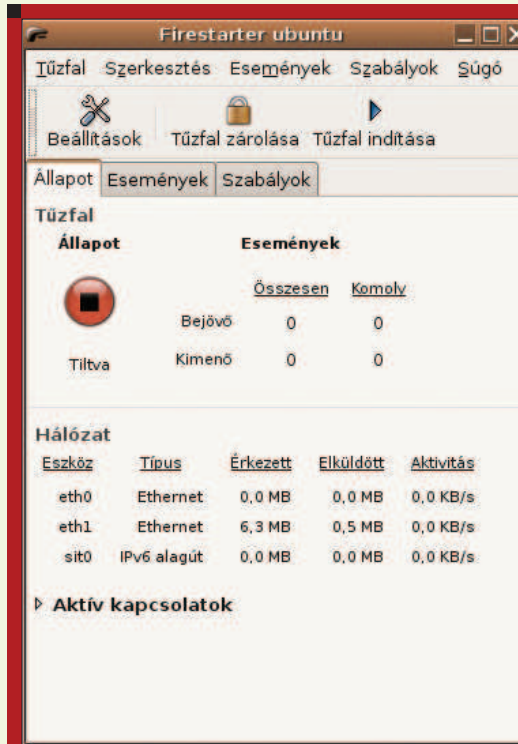 Firestarter ubuntu
Tűzfal Szerkesztés Események Szabályok Súgó
Beállítások Tűzfal zárolása Tűzfal indítása
Állapot Események Szabályok
Tűzfal
Állapot Események
Összesen Komoly
Bejövő 0 0
Tiltva Kimenő 0 0
Hálózat
Eszköz Típus Érkezett Elküldött Aktivitás
eth0 Ethernet 0,0 MB 0,0 MB 0,0 KB/s
eth1 Ethernet 6,3 MB 0,5 MB 0,0 KB/s
sit0 IPv6 alagút 0,0 MB 0,0 MB 0,0 KB/s
Aktív kapcsolatok